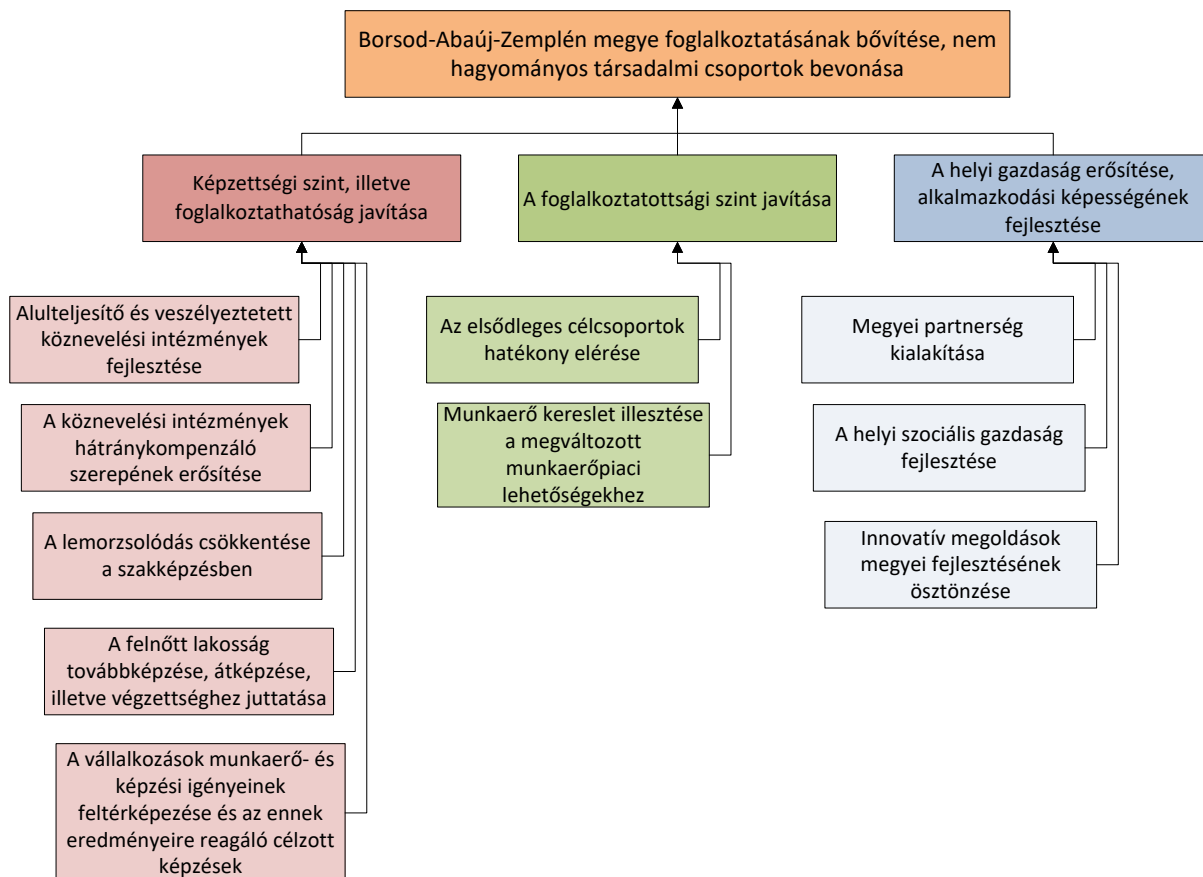 Borsod-Abaúj-Zemplén megye foglalkoztatásának bővítése, nem
hagyományos társadalmi csoportok bevonása
Képzettségi szint, illetve
foglalkoztathatóság javítása
A foglalkoztatottsági szint javítása
A helyi gazdaság erősítése,
alkalmazkodási képességének
fejlesztése
Alulteljesítő és veszélyeztetett
köznevelési intézmények
fejlesztése
A köznevelési intézmények
hátránykompenzáló
szerepének erősítése
A lemorzsolódás csökkentése
a szakképzésben
A felnőtt lakosság
továbbképzése, átképzése,
illetve végzettséghez juttatása
A vállalkozások munkaerő- és
képzési igényeinek
feltérképezése és az ennek
eredményeire reagáló célzott
képzések
Az elsődleges célcsoportok
hatékony elérése
Munkaerő kereslet illesztése
a megváltozott
munkaerőpiaci
lehetőségekhez
Megyei partnerség
kialakítása
A helyi szociális gazdaság
fejlesztése
Innovatív megoldások
megyei fejlesztésének
ösztönzése